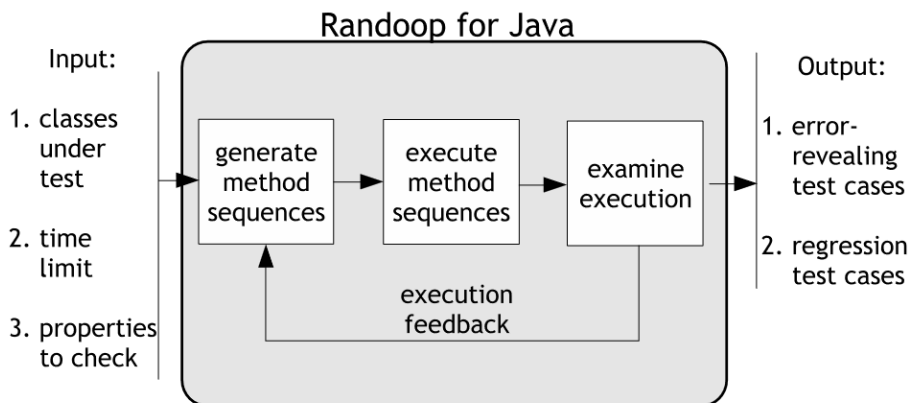 Randoop for Java
Input:
1. classes
under
test
2. time
limit
3. properties
to check
generate
method
sequences
execute
method
sequences
examine
execution
execution
feedback
Output:
1. error-
revealing
test cases
2. regression
test cases